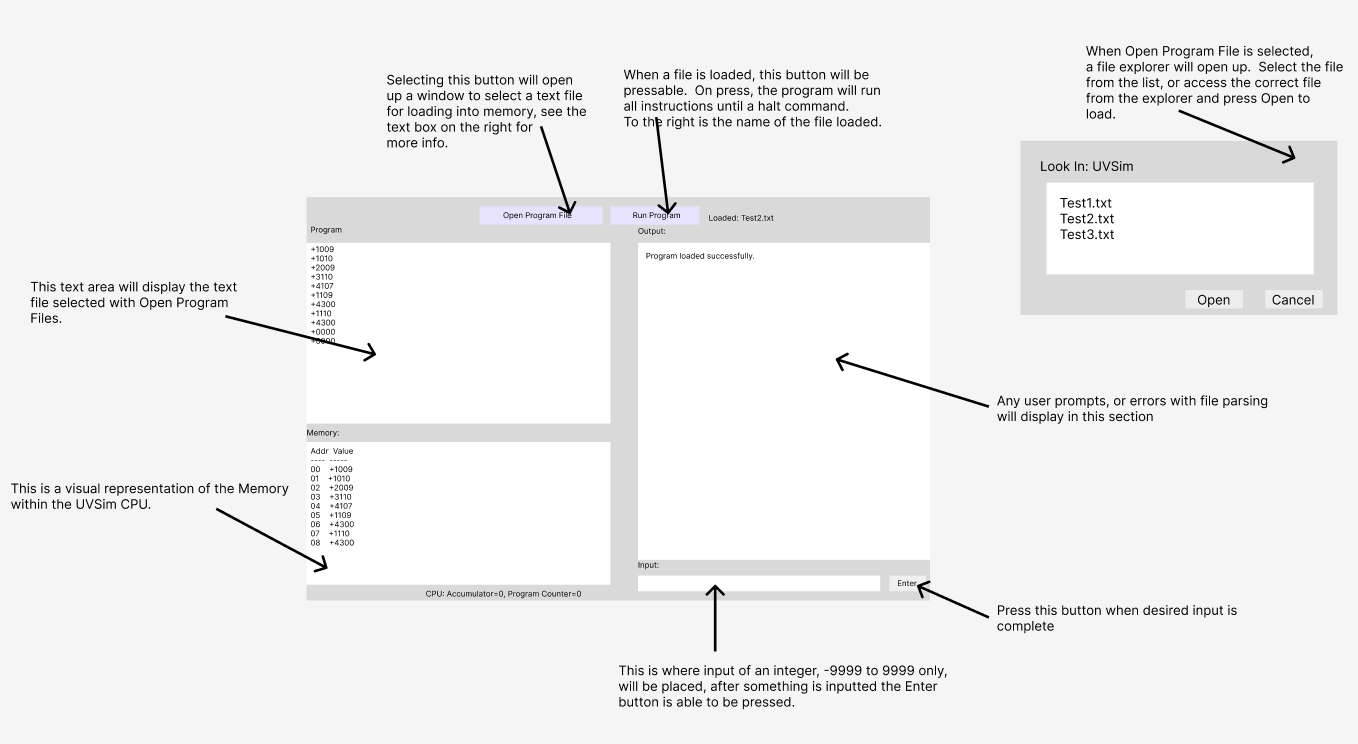 Selecting this button will open
up a window to select a text file
for loading into memory, see the
text box on the right for
more info.
When a file is loaded, this button will be
pressable.  On press, the program will run
all instructions until a halt command.
To the right is the name of the file loaded.
When Open Program File is selected,
a file explorer will open up.  Select the file
from the list, or access the correct file
from the explorer and press Open to
load.
Look In: UVSim
Test1.txt
Test2.txt
Test3.txt
Open
Cancel
Open Program File
Run Program
Loaded: Test2.txt
Program
Output:
+1009
+1010
+2009
+3110
+4107
+1109
+4300
+1110
+4300
+0000
+0000
Program loaded successfully.
This text area will display the text
file selected with Open Program
Files.
Any user prompts, or errors with file parsing
will display in this section
Memory:
Addr  Value
----  -----
00  +1009
01  +1010
02  +2009
03  +3110
04  +4107
05  +1109
06  +4300
07  +1110
08  +4300
This is a visual representation of the Memory
within the UVSim CPU.
CPU: Accumulator=0, Program Counter=0
Input:
Enter
Press this button when desired input is
complete
This is where input of an integer, -9999 to 9999 only,
will be placed, after something is inputted the Enter
button is able to be pressed.